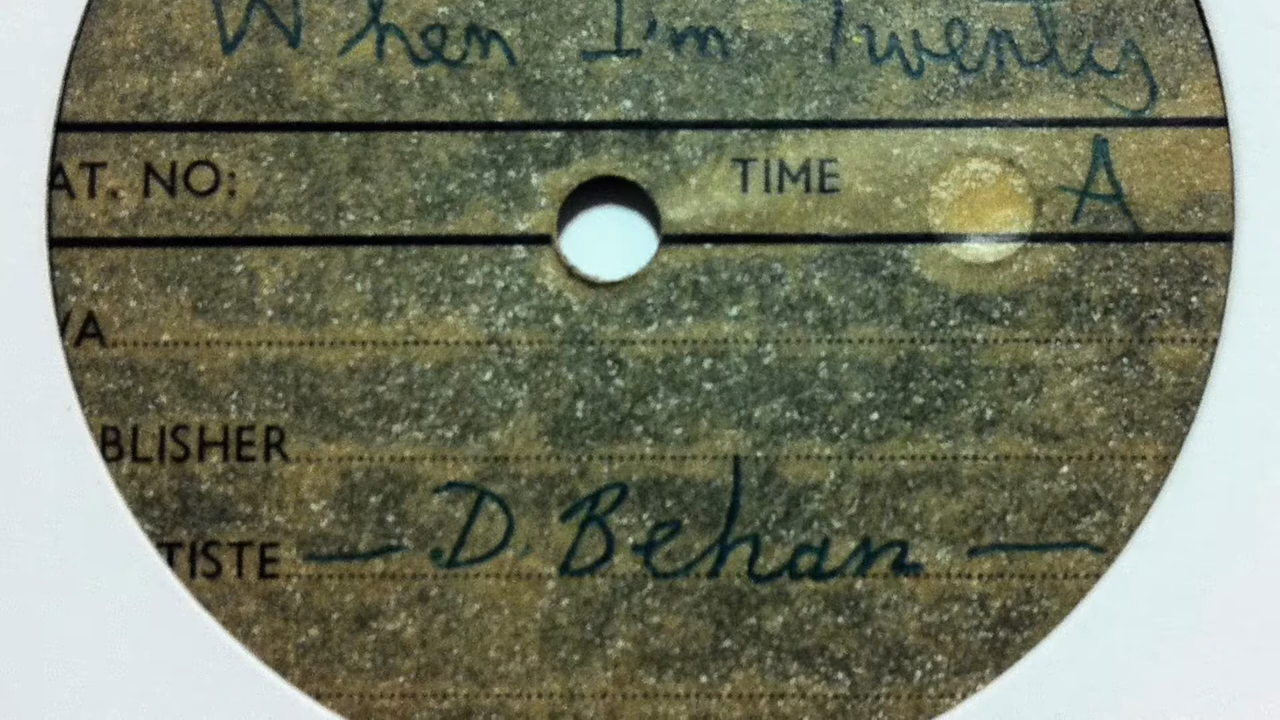 When I'm Twenty
AT. NO: TIME A
/A
BLISHER
TISTE — D. Behan —